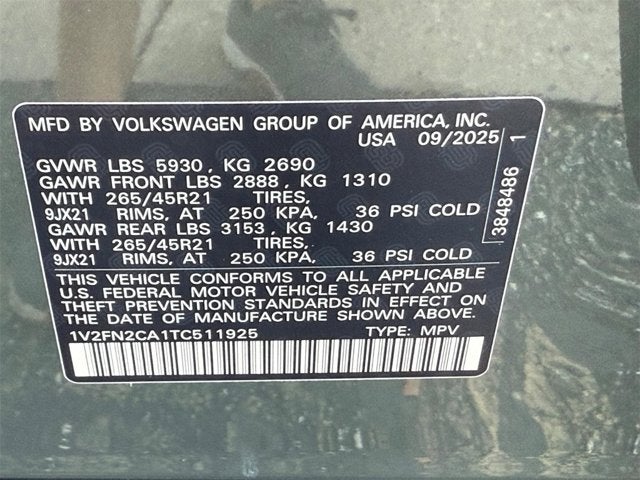 MFD BY VOLKSWAGEN GROUP OF AMERICA, INC.
USA 09/2025
GVWR LBS 5930 , KG 2690
GAWR FRONT LBS 2888 , KG 1310
WITH 265/45R21 TIRES,
9JX21 RIMS, AT 250 KPA, 36 PSI COLD
GAWR REAR LBS 3153 , KG 1430
WITH 265/45R21 TIRES,
9JX21 RIMS, AT 250 KPA, 36 PSI COLD
THIS VEHICLE CONFORMS TO ALL APPLICABLE
U.S. FEDERAL MOTOR VEHICLE SAFETY AND
THEFT PREVENTION STANDARDS IN EFFECT ON
THE DATE OF MANUFACTURE SHOWN ABOVE.
1V2FN2CA1TC511925 TYPE: MPV
3848486 1